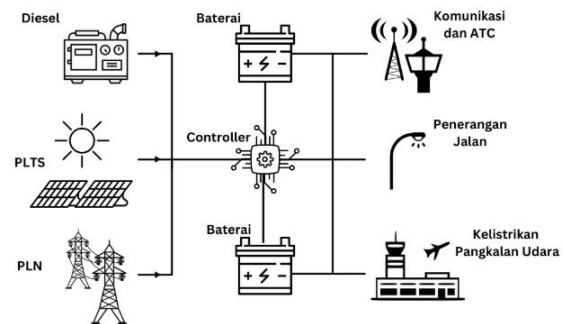 Diesel
Baterai
Komunikasi
dan ATC
Controller
Penerangan
Jalan
PLTS
Baterai
Kelistrikan
Pangkalan Udara
PLN